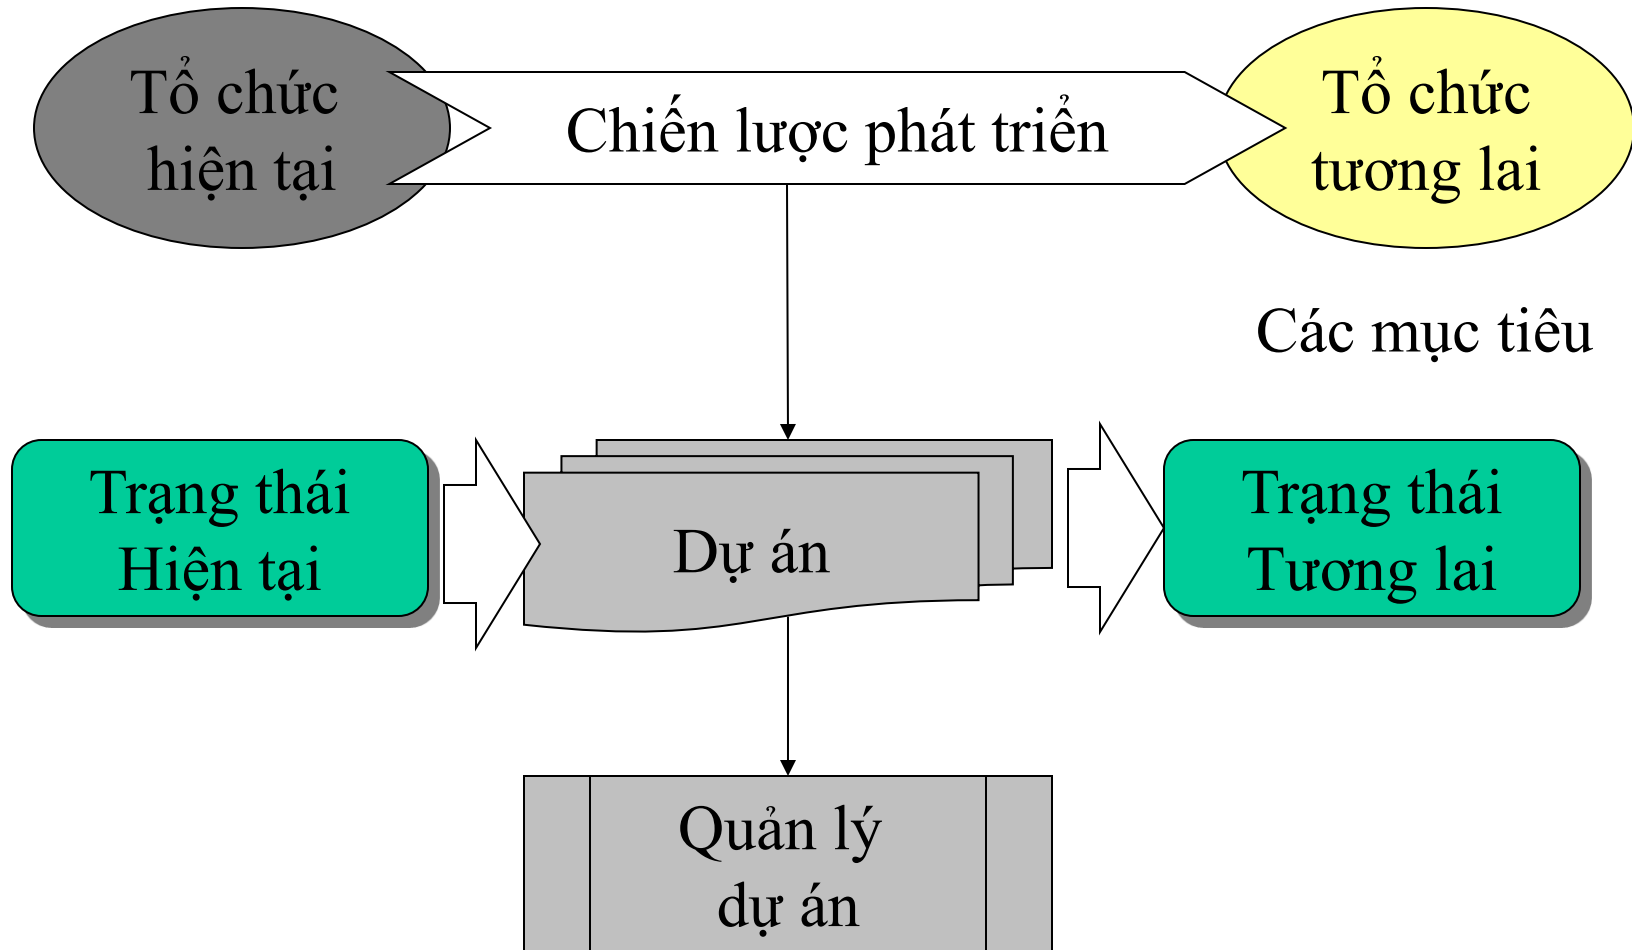 Tổ chức
hiện tại
Chiến lược phát triển
Tổ chức
tương lai
Các mục tiêu
Trạng thái
Hiện tại
Dự án
Trạng thái
Tương lai
Quản lý
dự án